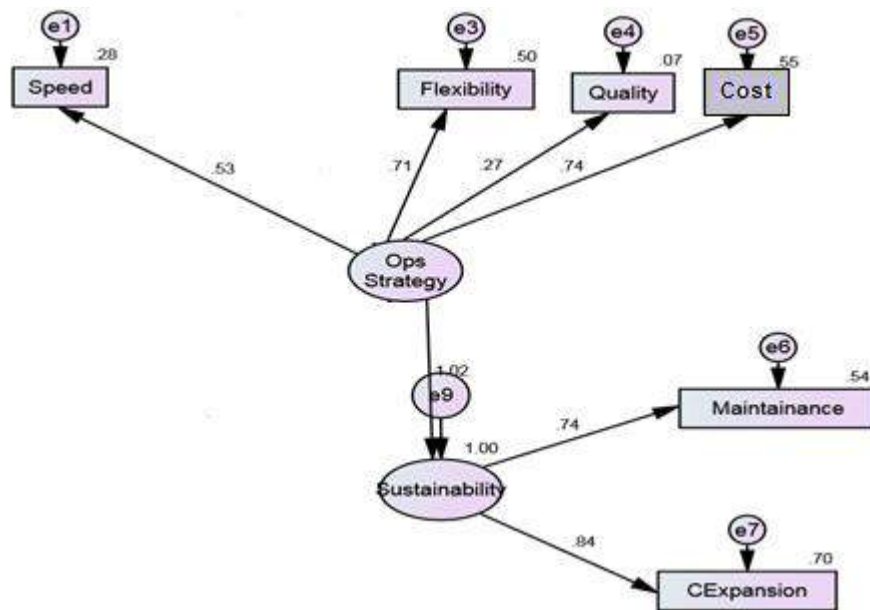 e1
e3
e4
e5
.28
.50
.07
.55
Speed
Flexibility
Quality
Cost
.53
.71
.27
.74
Ops
Strategy
1.02
e9
e6
.54
Maintainance
.74
1.00
Sustainability
.84
e7
.70
CExpansion